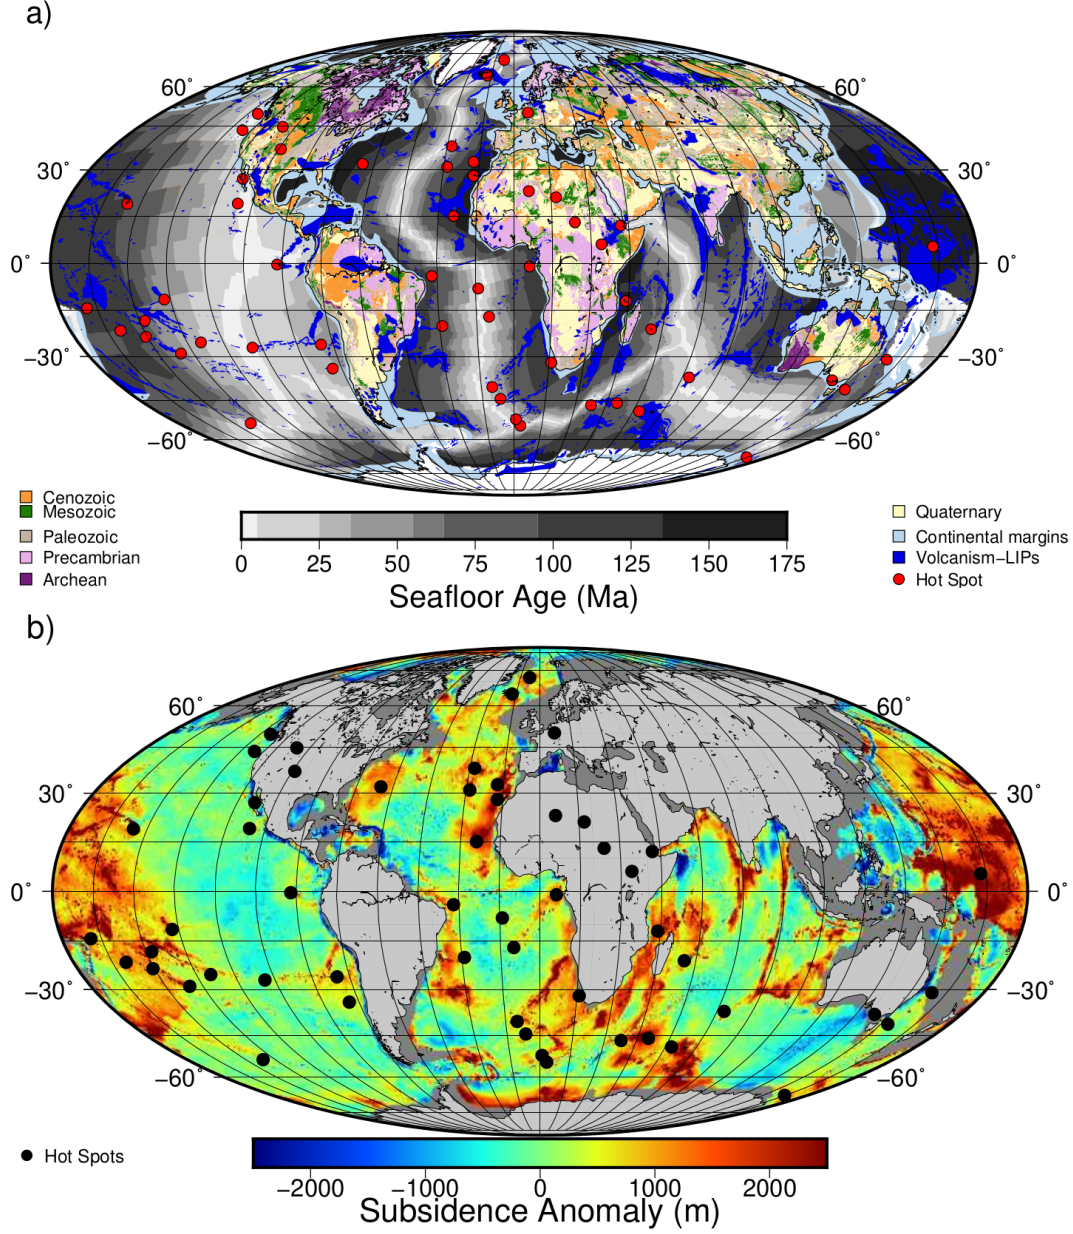 a)
60°
60°
30°
30°
0°
0°
−30°
−30°
−60°
−60°
Cenozoic
Mesozoic
Paleozoic
Precambrian
Archean
0 25 50 75 100 125 150 175
Seafloor Age (Ma)
Quaternary
Continental margins
Volcanism−LIPs
Hot Spot
b)
60°
60°
30°
30°
0°
0°
−30°
−30°
−60°
−60°
Hot Spots
−2000 −1000 0 1000 2000
Subsidence Anomaly (m)